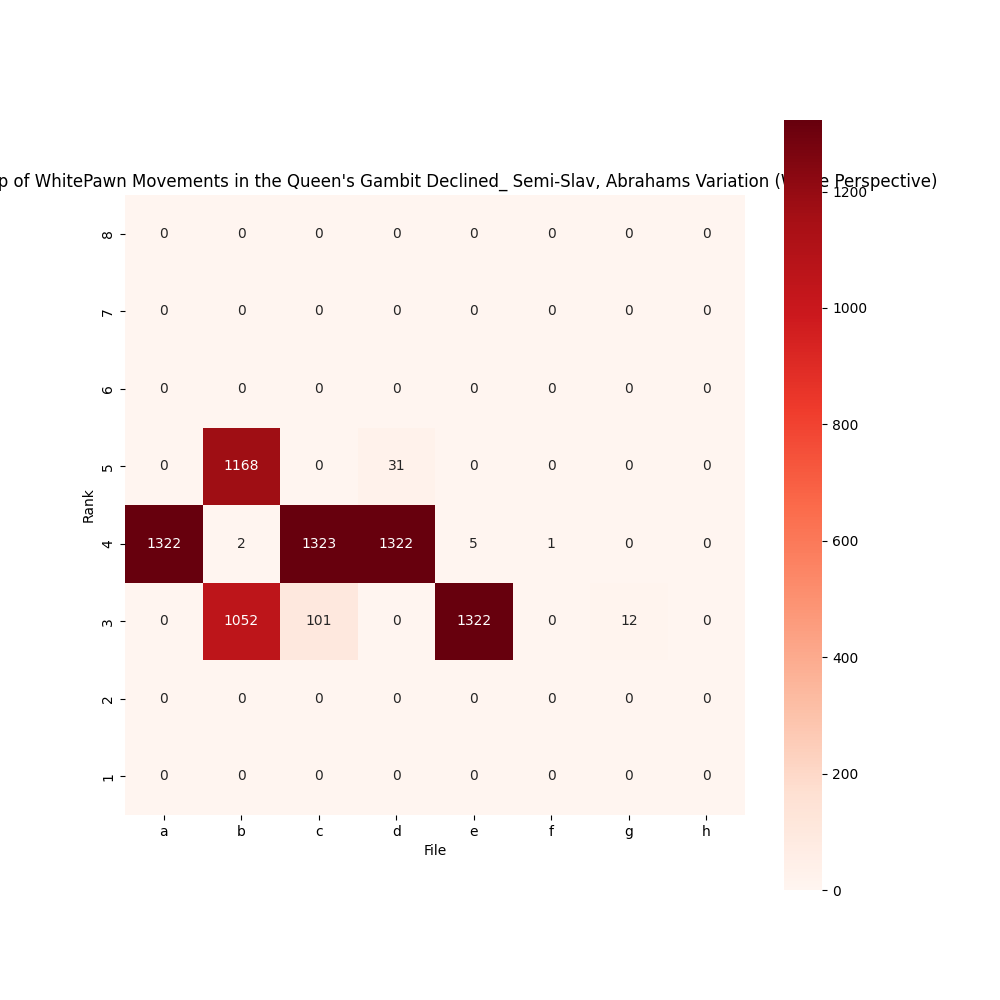 p of WhitePawn Movements in the Queen's Gambit Declined_ Semi-Slav, Abrahams Variation ( Perspective)
1200
8 0 0 0 0 0 0 0 0
7 0 0 0 0 0 0 0 0
1000
6 0 0 0 0 0 0 0 0
800
5 0 1168 0 31 0 0 0 0
Rank
4 1322 2 1323 1322 5 1 0 0
600
3 0 1052 101 0 1322 0 12 0
400
2 0 0 0 0 0 0 0 0
1 0 0 0 0 0 0 0 0
200
a b c d e f g h
File
0